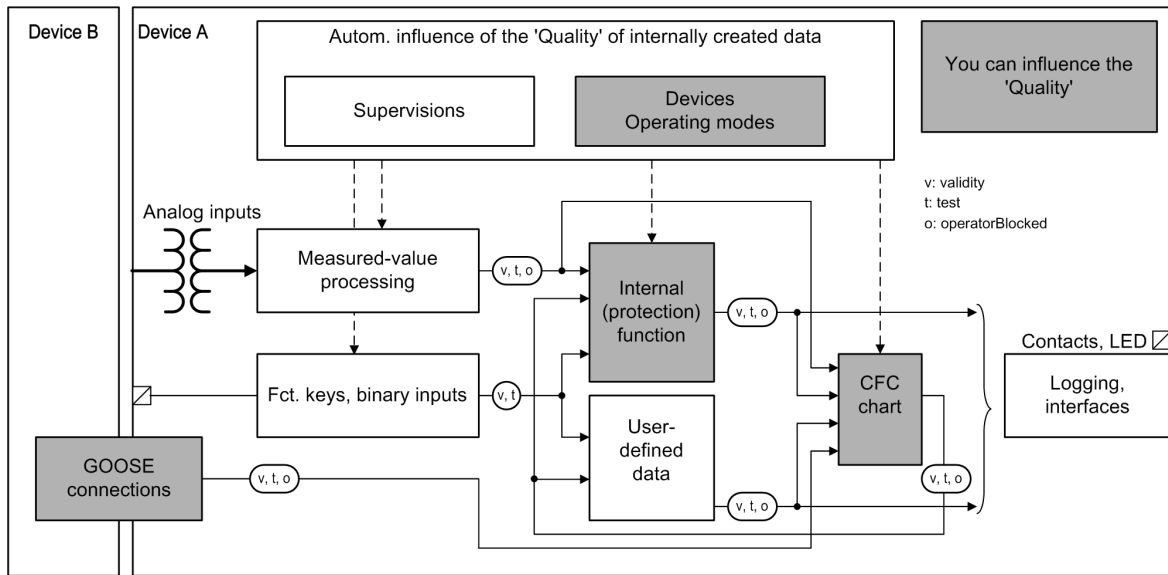 Device B
Device A
Autom. influence of the 'Quality' of internally created data
You can influence the
'Quality'
Supervisions
Devices
Operating modes
v: validity
t: test
o: operatorBlocked
Analog inputs
Measured-value
processing
v, t, o
Internal
(protection)
function
v, t, o
Contacts, LED
Fct. keys, binary inputs
v, t
CFC
chart
Logging,
interfaces
User-
defined
data
GOOSE
connections
v, t, o
v, t, o
v, t, o